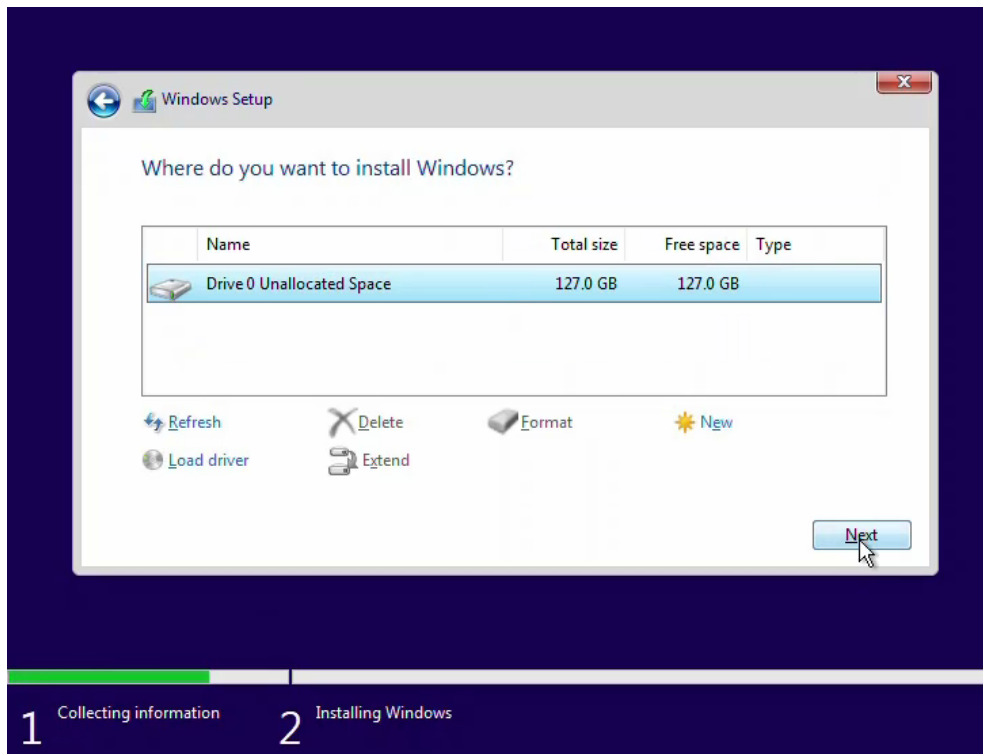 Windows Setup
Where do you want to install Windows?
Name Total size Free space Type
Drive 0 Unallocated Space 127.0 GB 127.0 GB
Refresh Delete Format New
Load driver Extend
Next
1 Collecting information 2 Installing Windows